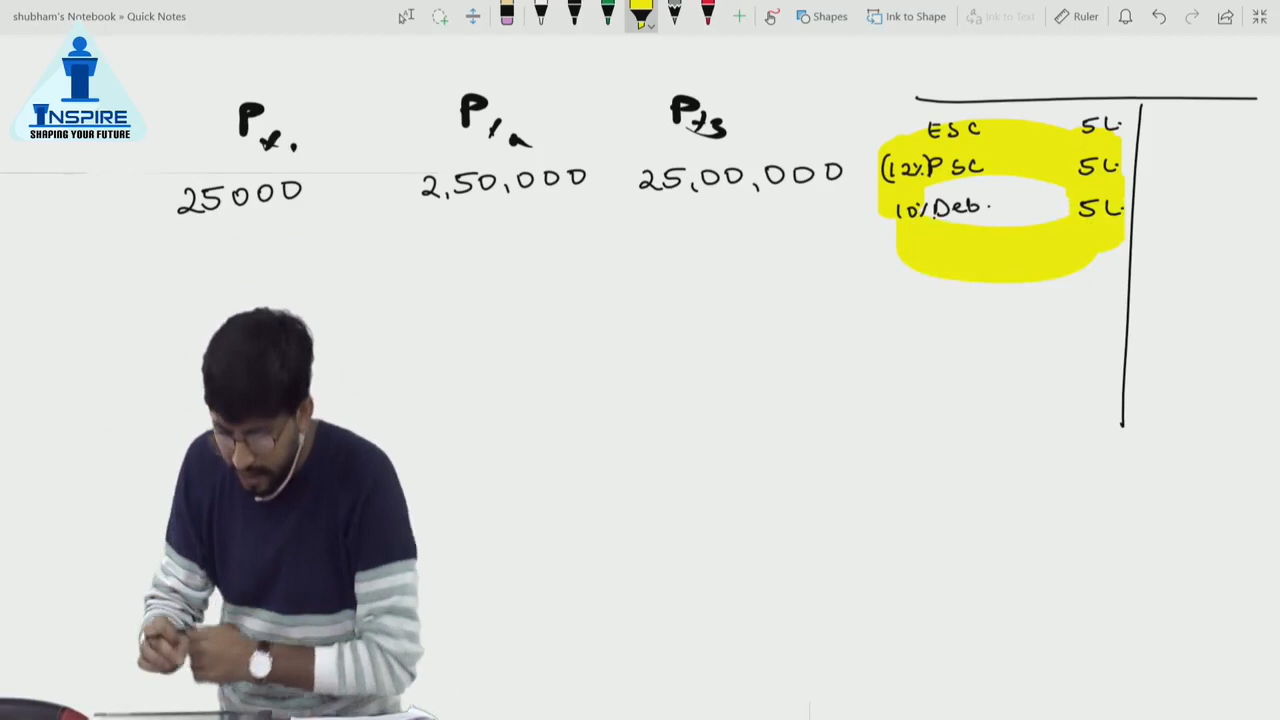 shubham's Notebook » Quick Notes
Shapes
Ink to Shape
Ink to Text
Ruler
INSPIRE
SHAPING YOUR FUTURE
25000
2,50,000
25,00,000
ESC 5L.
(12%)PSC 5L.
10% Deb. 5L.